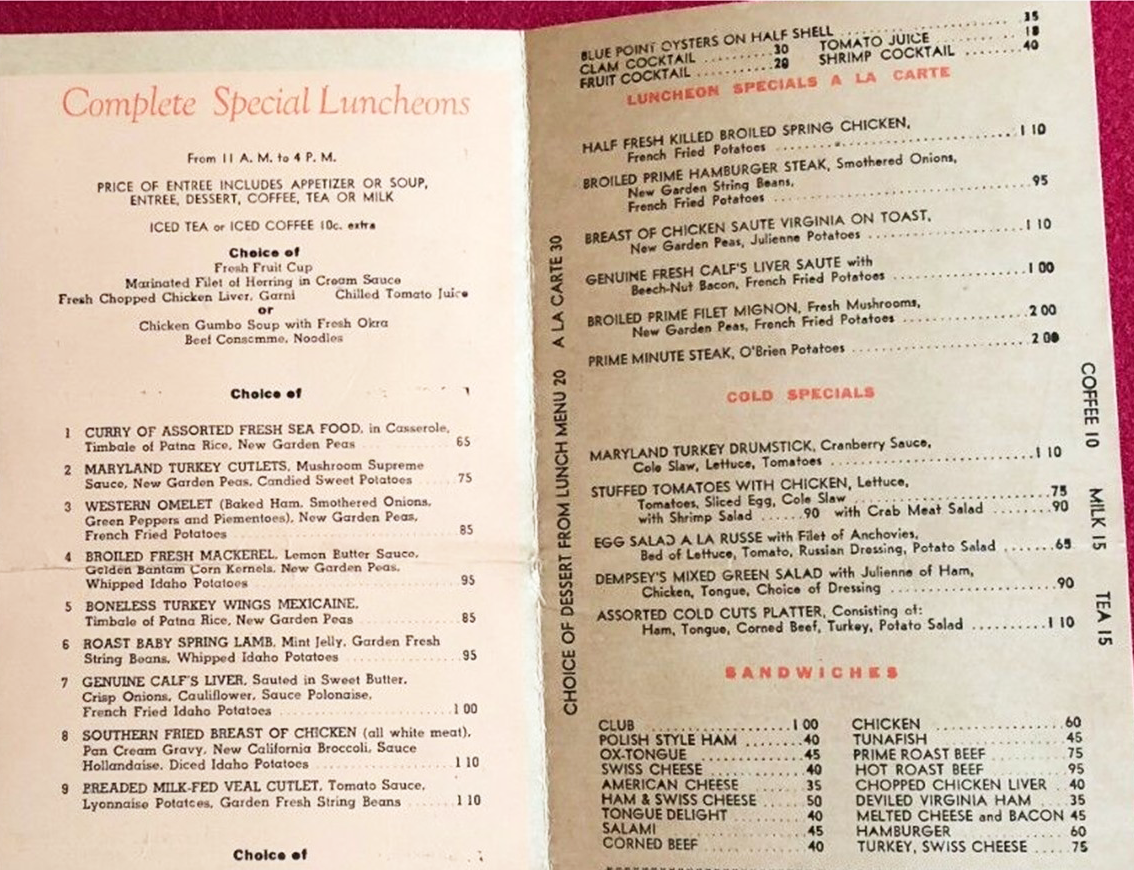 Complete Special Luncheons
From 11 A. M. to 4 P. M.
PRICE OF ENTREE INCLUDES APPETIZER OR SOUP,
ENTREE, DESSERT, COFFEE, TEA OR MILK
ICED TEA or ICED COFFEE 10c. extra
Choice of
Fresh Fruit Cup
Marinated Filet of Herring in Cream Sauce
Fresh Chopped Chicken Liver, Garni Chilled Tomato Juice
or
Chicken Gumbo Soup with Fresh Okra
Beef Consomme, Noodles
Choice of
1 CURRY OF ASSORTED FRESH SEA FOOD, in Casserole,
Timbale of Patna Rice, New Garden Peas 65
2 MARYLAND TURKEY CUTLETS, Mushroom Supreme
Sauce, New Garden Peas, Candied Sweet Potatoes 75
3 WESTERN OMELET (Baked Ham, Smothered Onions,
Green Peppers and Piementoes), New Garden Peas,
French Fried Potatoes 85
4 BROILED FRESH MACKEREL, Lemon Butter Sauce,
Golden Bantam Corn Kernels, New Garden Peas,
Whipped Idaho Potatoes 95
5 BONELESS TURKEY WINGS MEXICAINE,
Timbale of Patna Rice, New Garden Peas 85
6 ROAST BABY SPRING LAMB, Mint Jelly, Garden Fresh
String Beans, Whipped Idaho Potatoes 95
7 GENUINE CALF'S LIVER, Sauted in Sweet Butter,
Crisp Onions, Cauliflower, Sauce Polonaise,
French Fried Idaho Potatoes 1 00
8 SOUTHERN FRIED BREAST OF CHICKEN (all white meat),
Pan Cream Gravy, New California Broccoli, Sauce
Hollandaise, Diced Idaho Potatoes 1 10
9 PREADED MILK-FED VEAL CUTLET, Tomato Sauce,
Lyonnaise Potatoes, Garden Fresh String Beans 1 10
Choice of
CHOICE OF DESSERT FROM LUNCH MENU 20 A LA CARTE 30
BLUE POINT OYSTERS ON HALF SHELL 35
CLAM COCKTAIL 30 TOMATO JUICE
FRUIT COCKTAIL 20 SHRIMP COCKTAIL 40
LUNCHEON SPECIALS A LA CARTE
HALF FRESH KILLED BROILED SPRING CHICKEN,
French Fried Potatoes 1 10
BROILED PRIME HAMBURGER STEAK, Smothered Onions,
New Garden String Beans,
French Fried Potatoes 95
BREAST OF CHICKEN SAUTE VIRGINIA ON TOAST,
New Garden Peas, Julienne Potatoes 1 10
GENUINE FRESH CALF'S LIVER SAUTE with
Beech-Nut Bacon, French Fried Potatoes 1 00
BROILED PRIME FILET MIGNON, Fresh Mushrooms,
New Garden Peas, French Fried Potatoes 2 00
PRIME MINUTE STEAK, O'Brien Potatoes 2 00
COLD SPECIALS
MARYLAND TURKEY DRUMSTICK, Cranberry Sauce,
Cole Slaw, Lettuce, Tomatoes 1 10
STUFFED TOMATOES WITH CHICKEN, Lettuce,
Tomatoes, Sliced Egg, Cole Slaw 75
with Shrimp Salad 90 with Crab Meat Salad 90
EGG SALAD A LA RUSSE with Filet of Anchovies,
Bed of Lettuce, Tomato, Russian Dressing, Potato Salad 65
DEMPSEY'S MIXED GREEN SALAD with Julienne of Ham,
Chicken, Tongue, Choice of Dressing 90
ASSORTED COLD CUTS PLATTER, Consisting of:
Ham, Tongue, Corned Beef, Turkey, Potato Salad 1 10
SANDWICHES
CLUB 1 00
POLISH STYLE HAM 40
OX-TONGUE 45
SWISS CHEESE 40
AMERICAN CHEESE 35
HAM & SWISS CHEESE 50
TONGUE DELIGHT 40
SALAMI 45
CORNED BEEF 40
CHICKEN 60
TUNAFISH 45
PRIME ROAST BEEF 75
HOT ROAST BEEF 95
CHOPPED CHICKEN LIVER 40
DEVILED VIRGINIA HAM 35
MELTED CHEESE and BACON 45
HAMBURGER 60
TURKEY, SWISS CHEESE 75
COFFEE 10 MILK 15 TEA 15